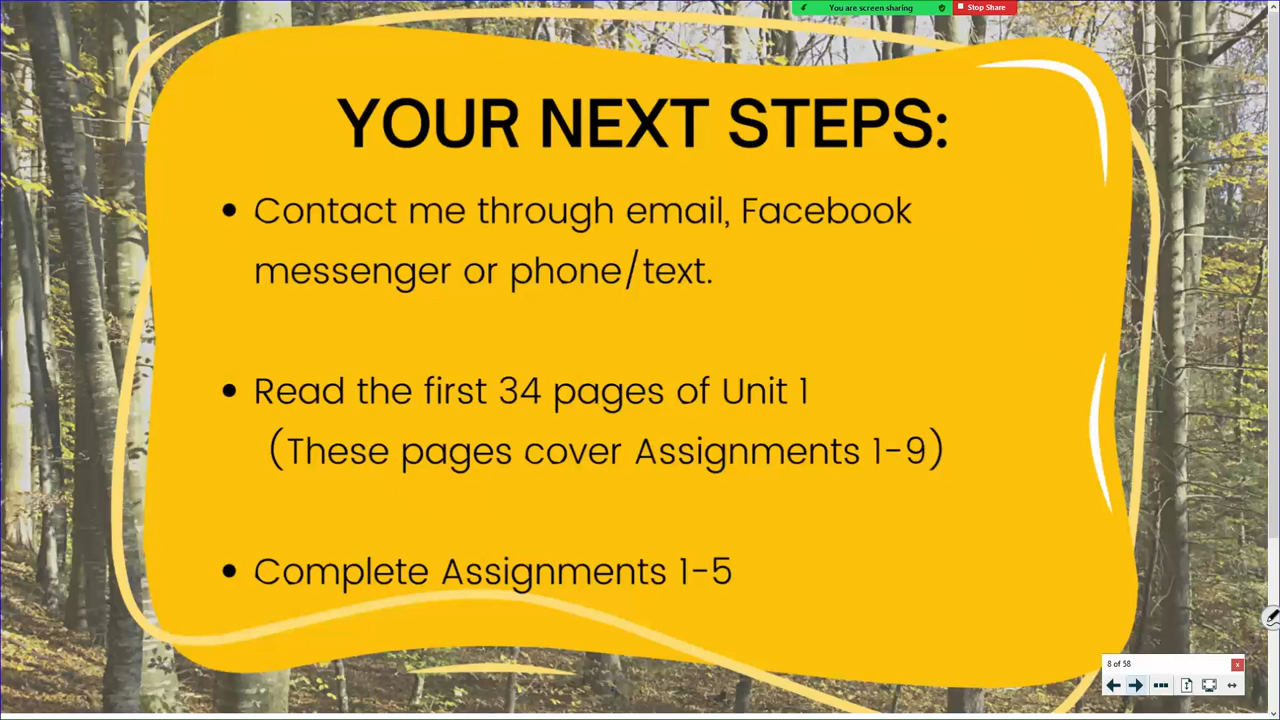 You are screen sharing
Stop Share
YOUR NEXT STEPS:
• Contact me through email, Facebook
messenger or phone/text.
• Read the first 34 pages of Unit 1
(These pages cover Assignments 1-9)
• Complete Assignments 1-5
8 of 58